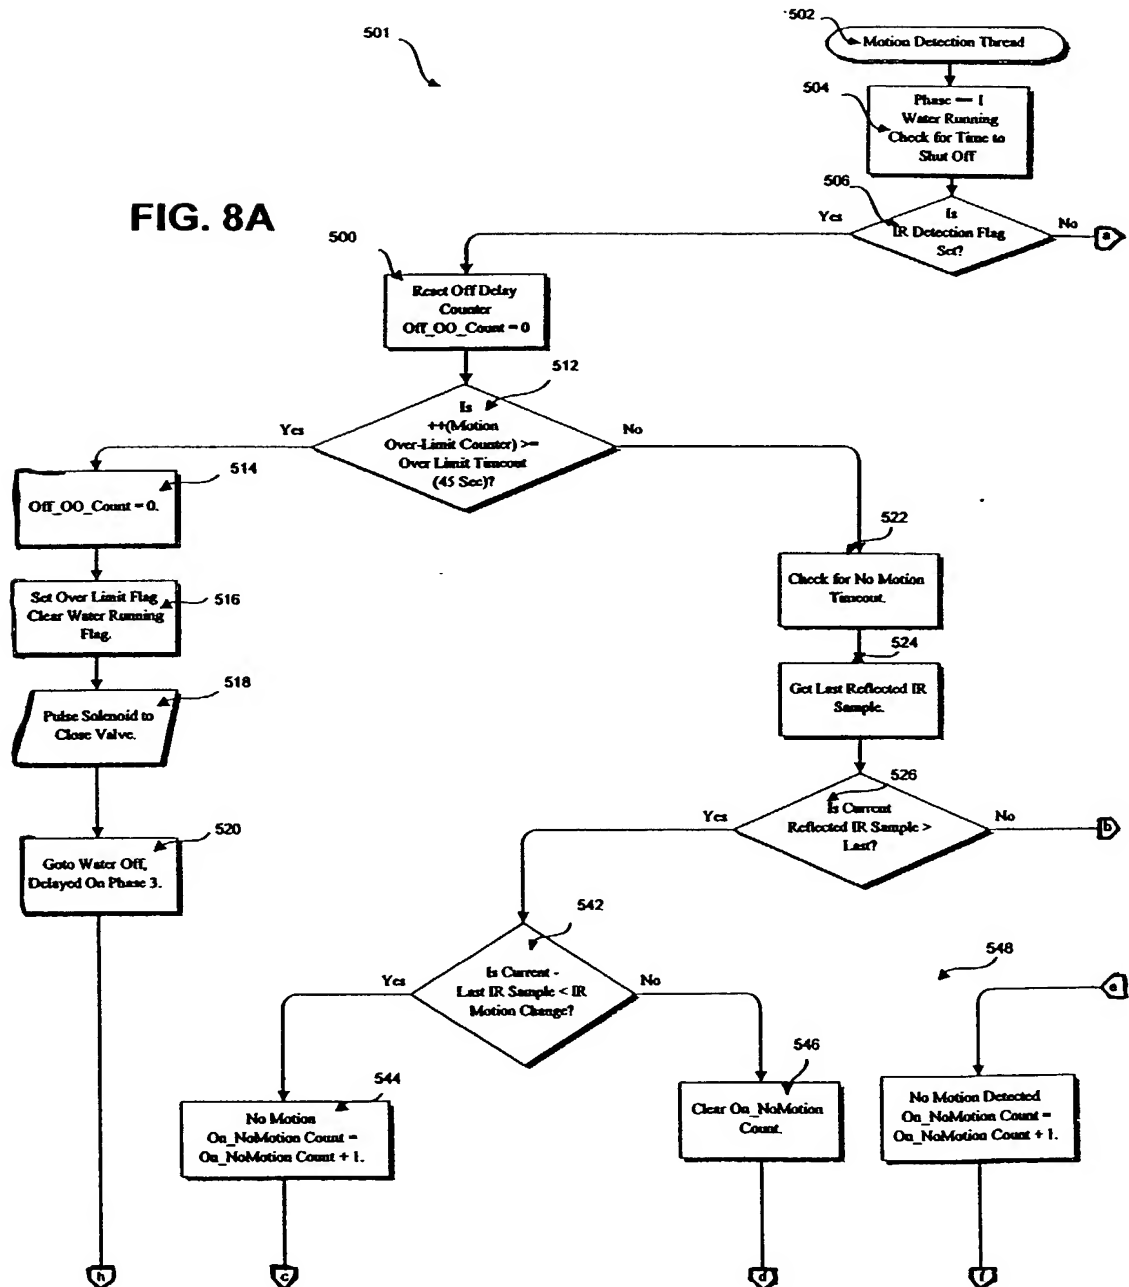 501
502
Motion Detection Thread
504
Phase == 1
Water Running
Check for Time to
Shut Off
FIG. 8A
506
Yes
Is
IR Detection Flag
Set?
No
a
500
Reset Off Delay
Counter
Off_OO_Count = 0
512
Is
++(Motion
Over-Limit Counter) >=
Over Limit Timeout
(45 Sec)?
Yes
No
514
Off_OO_Count = 0.
516
Set Over Limit Flag
Clear Water Running
Flag.
518
Pulse Solenoid to
Close Valve.
520
Goto Water Off,
Delayed On Phase 3.
522
Check for No Motion
Timeout.
524
Get Last Reflected IR
Sample.
526
Is Current
Reflected IR Sample >
Last?
Yes
No
b
542
Is Current -
Last IR Sample < IR
Motion Change?
Yes
No
548
e
544
No Motion
On_NoMotion Count =
On_NoMotion Count + 1.
546
Clear On_NoMotion
Count.
No Motion Detected
On_NoMotion Count =
On_NoMotion Count + 1.
h
c
d
f